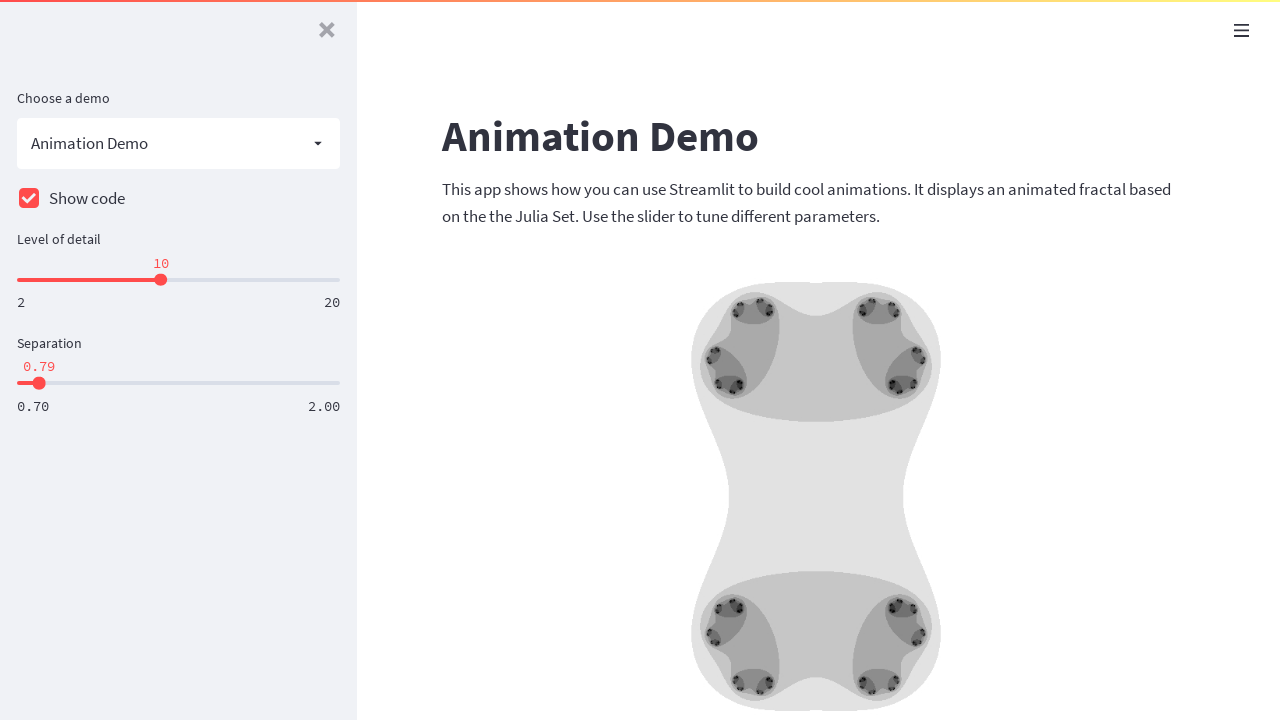 Choose a demo
Animation Demo
Show code
Level of detail
10
2 20
Separation
0.79
0.70 2.00
Animation Demo
This app shows how you can use Streamlit to build cool animations. It displays an animated fractal based
on the the Julia Set. Use the slider to tune different parameters.